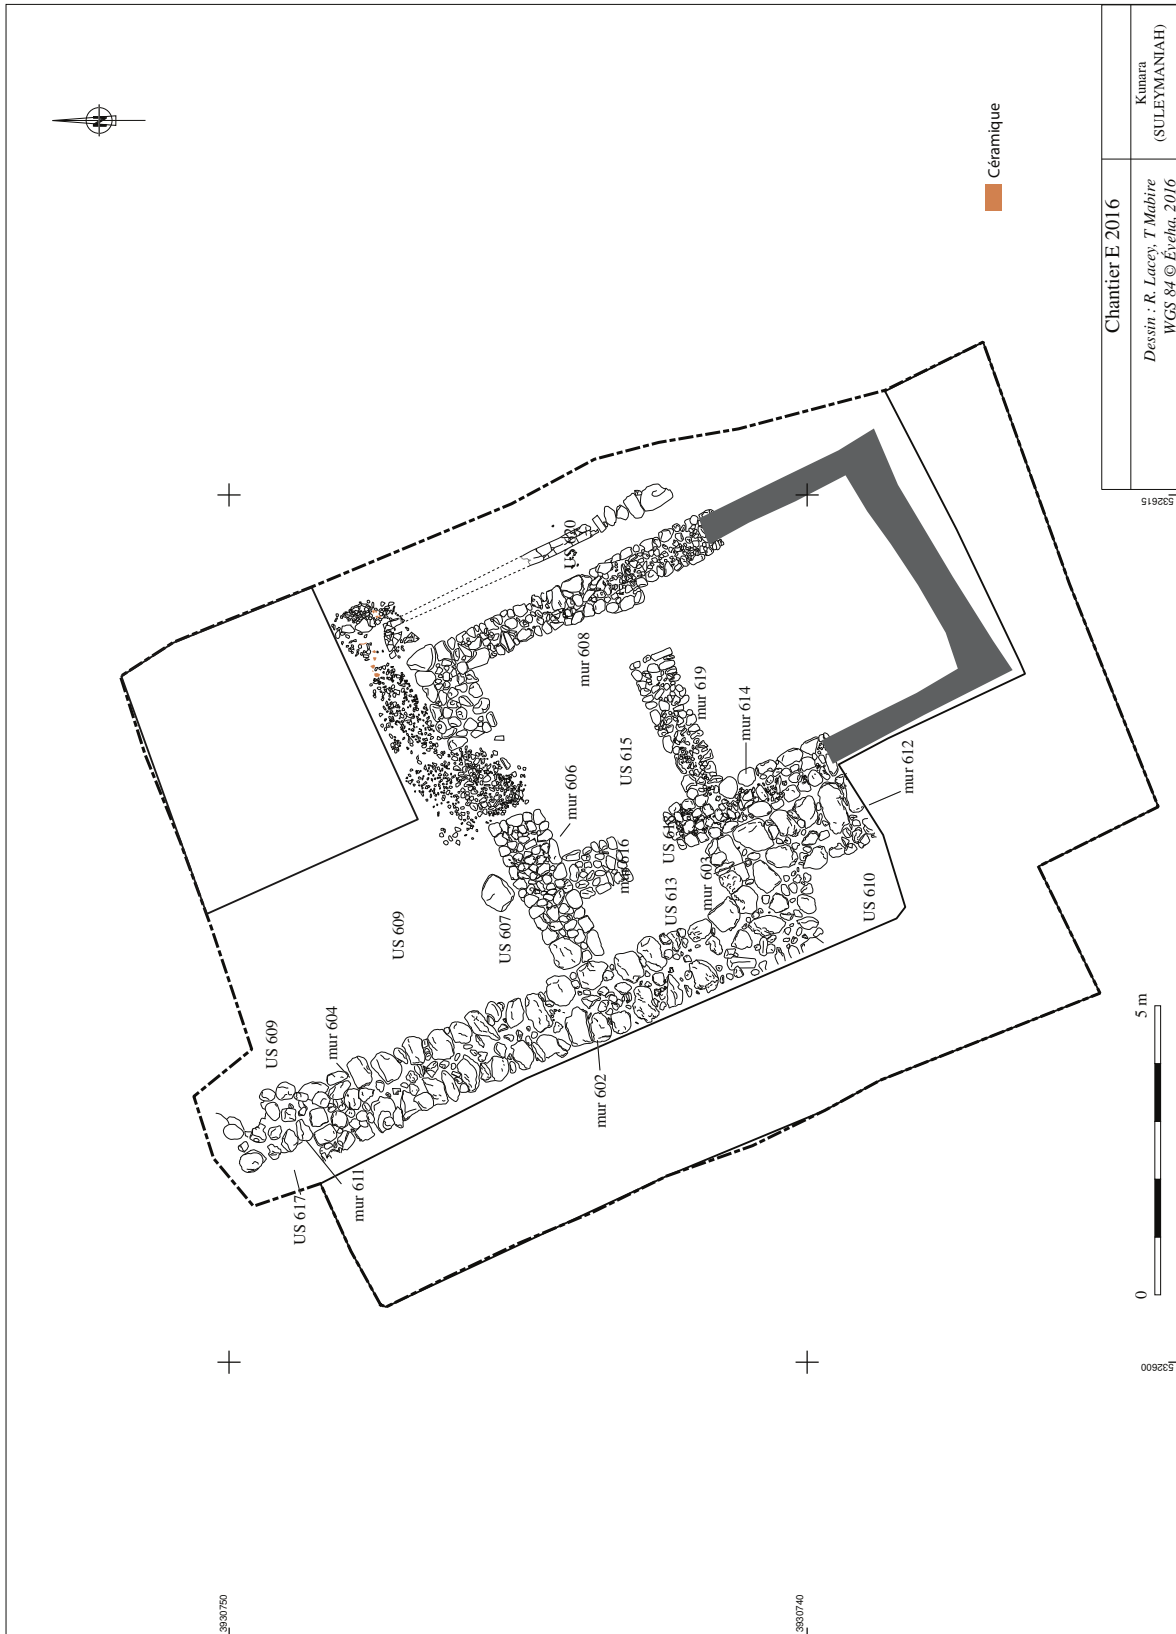 N
Céramique
Chantier E 2016
Kunara
(SULEYMANIAH)
Dessin : R. Lacey, T Mabire
WGS 84 © Éveha, 2016
US 620
mur 608
mur 619
mur 614
US 615
mur 606
mur 612
mur 616
US 613
mur 603
US 610
US 609
US 607
US 609
mur 604
mur 602
mur 611
US 617
0
5 m
532615
532600
3930750
3930740